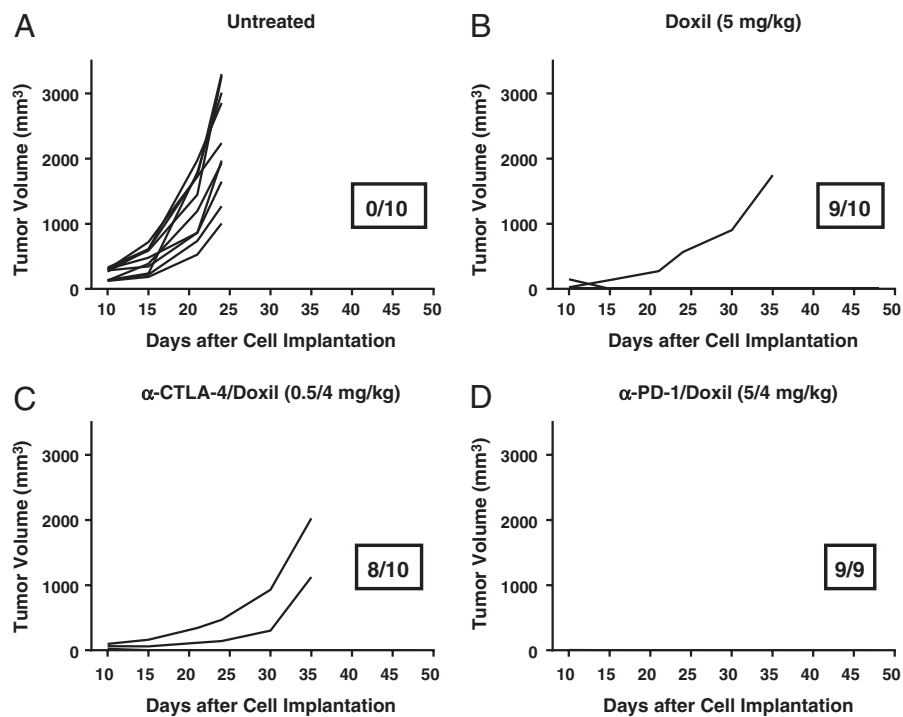 A
Untreated
Tumor Volume (mm³)
3000
2000
1000
0
0/10
10 15 20 25 30 35 40 45 50
Days after Cell Implantation
B
Doxil (5 mg/kg)
Tumor Volume (mm³)
3000
2000
1000
0
9/10
10 15 20 25 30 35 40 45 50
Days after Cell Implantation
C
α-CTLA-4/Doxil (0.5/4 mg/kg)
Tumor Volume (mm³)
3000
2000
1000
0
8/10
10 15 20 25 30 35 40 45 50
Days after Cell Implantation
D
α-PD-1/Doxil (5/4 mg/kg)
Tumor Volume (mm³)
3000
2000
1000
0
9/9
10 15 20 25 30 35 40 45 50
Days after Cell Implantation